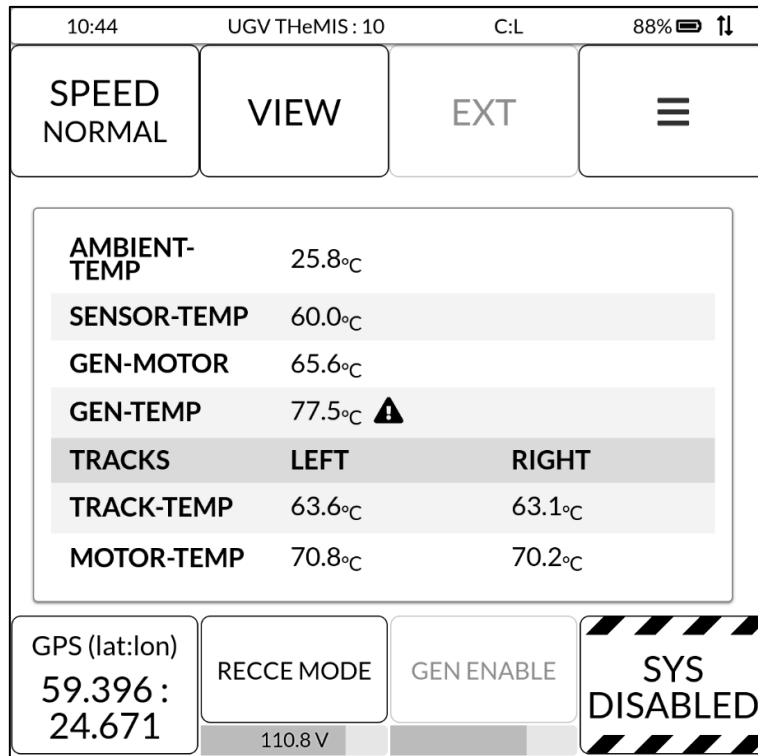 10:44 UGV THeMIS : 10 C:L 88%
SPEED
NORMAL
VIEW
EXT
AMBIENT-
TEMP
25.8°C
SENSOR-TEMP 60.0°C
GEN-MOTOR 65.6°C
GEN-TEMP 77.5°C
TRACKS LEFT RIGHT
TRACK-TEMP 63.6°C 63.1°C
MOTOR-TEMP 70.8°C 70.2°C
GPS (lat:lon)
59.396 :
24.671
RECCE MODE
110.8 V
GEN ENABLE
SYS
DISABLED